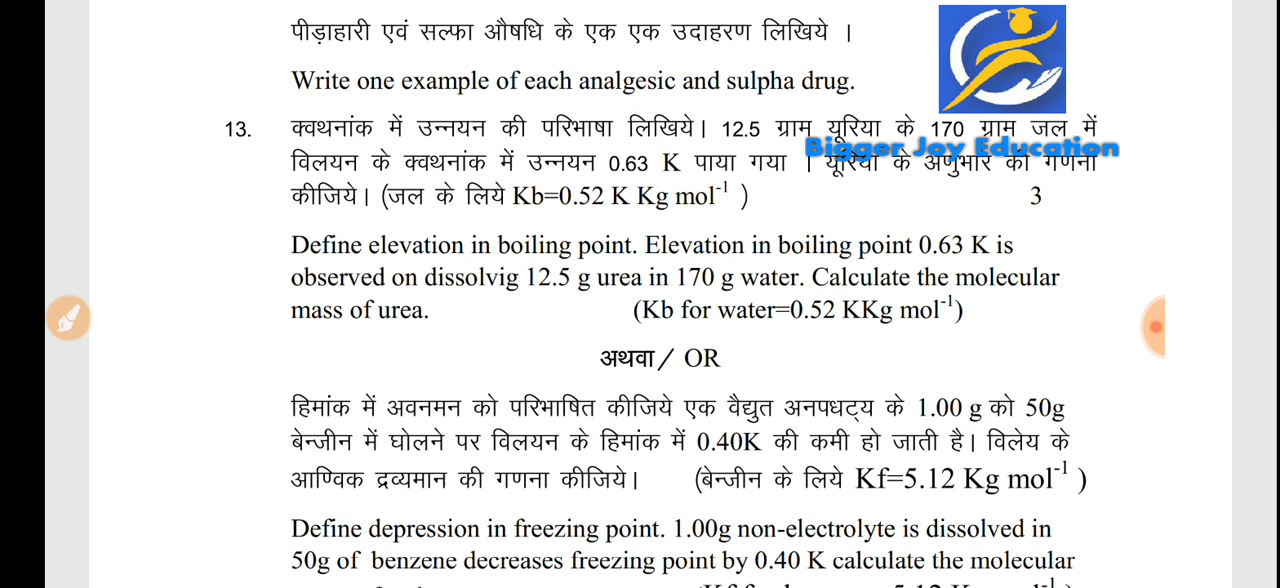 पीड़ाहारी एवं सल्फा औषधि के एक एक उदाहरण लिखिये ।
Write one example of each analgesic and sulpha drug.
13. क्वथनांक में उन्नयन की परिभाषा लिखिये। 12.5 ग्राम यूरिया के 170 ग्राम जल में
Bigger Joy Education
विलयन के क्वथनांक में उन्नयन 0.63 K पाया गया । यूरिया के अणुभार की गणना
कीजिये। (जल के लिये Kb=0.52 K Kg mol⁻¹ ) 3
Define elevation in boiling point. Elevation in boiling point 0.63 K is
observed on dissolvig 12.5 g urea in 170 g water. Calculate the molecular
mass of urea. (Kb for water=0.52 KKg mol⁻¹)
अथवा / OR
हिमांक में अवनमन को परिभाषित कीजिये एक वैद्युत अनपधट्य के 1.00 g को 50g
बेन्जीन में घोलने पर विलयन के हिमांक में 0.40K की कमी हो जाती है। विलेय के
आण्विक द्रव्यमान की गणना कीजिये। (बेन्जीन के लिये Kf=5.12 Kg mol⁻¹ )
Define depression in freezing point. 1.00g non-electrolyte is dissolved in
50g of benzene decreases freezing point by 0.40 K calculate the molecular